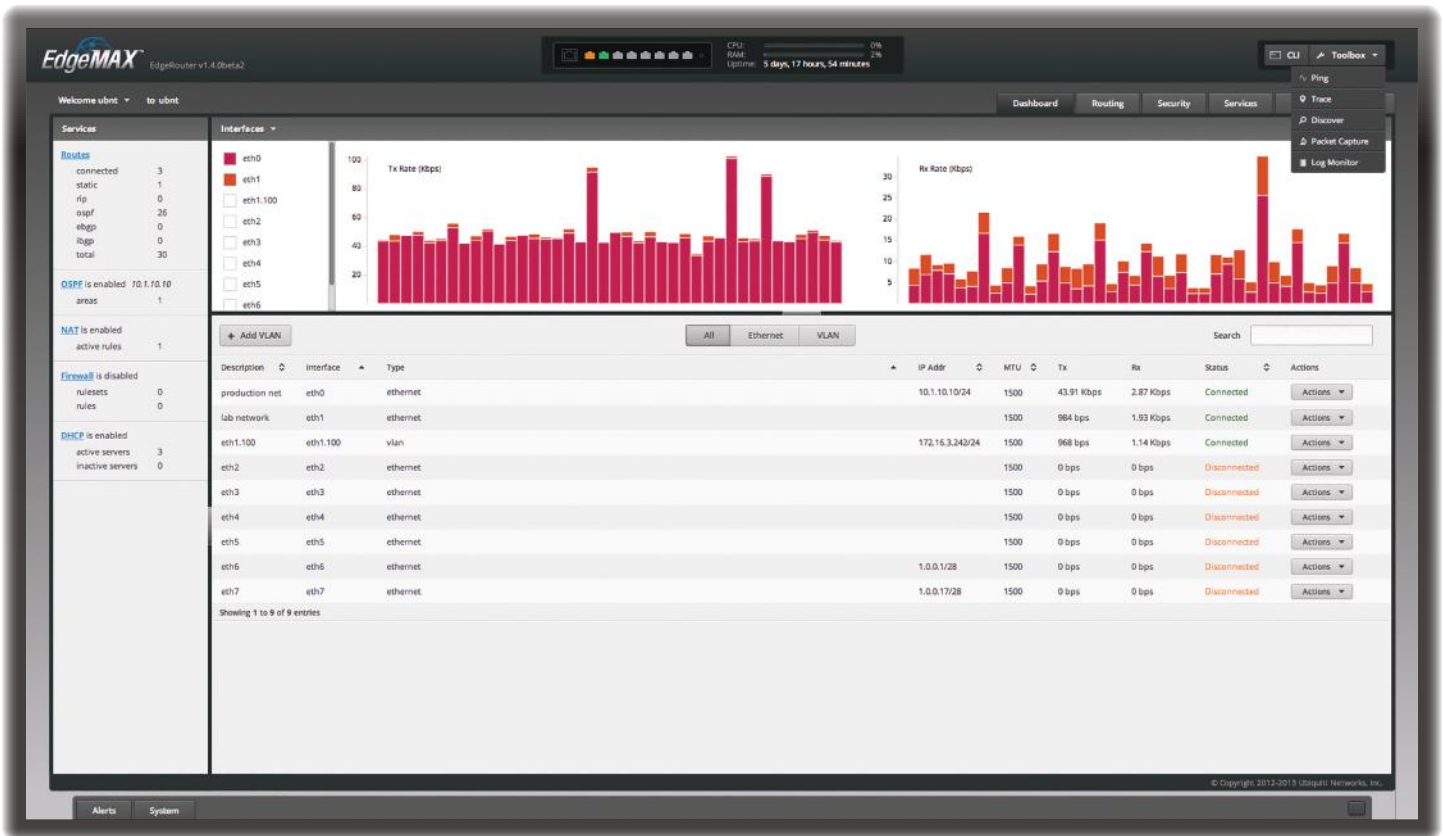 EdgeMAX™ EdgeRouter v1.4.0beta2
CPU: 0%
RAM: 2%
Uptime: 5 days, 17 hours, 54 minutes
CLI Toolbox
Ping
Trace
Discover
Packet Capture
Log Monitor
Welcome ubnt to ubnt
Dashboard Routing Security Services
Services
Routes
connected 3
static 1
rip 0
ospf 26
ebgp 0
ibgp 0
total 30
OSPF is enabled 10.1.10.10
areas 1
NAT is enabled
active rules 1
Firewall is disabled
rulesets 0
rules 0
DHCP is enabled
active servers 3
inactive servers 0
Interfaces
eth0
eth1
eth1.100
eth2
eth3
eth4
eth5
eth6
Tx Rate (Kbps)
100
80
60
40
20
Rx Rate (Kbps)
30
25
20
15
10
5
+ Add VLAN All Ethernet VLAN Search
Description Interface Type IP Addr MTU Tx Rx Status Actions
production net eth0 ethernet 10.1.10.10/24 1500 43.91 Kbps 2.87 Kbps Connected Actions
lab network eth1 ethernet 1500 984 bps 1.93 Kbps Connected Actions
eth1.100 eth1.100 vlan 172.16.3.242/24 1500 968 bps 1.14 Kbps Connected Actions
eth2 eth2 ethernet 1500 0 bps 0 bps Disconnected Actions
eth3 eth3 ethernet 1500 0 bps 0 bps Disconnected Actions
eth4 eth4 ethernet 1500 0 bps 0 bps Disconnected Actions
eth5 eth5 ethernet 1500 0 bps 0 bps Disconnected Actions
eth6 eth6 ethernet 1.0.0.1/28 1500 0 bps 0 bps Disconnected Actions
eth7 eth7 ethernet 1.0.0.17/28 1500 0 bps 0 bps Disconnected Actions
Showing 1 to 9 of 9 entries
© Copyright 2012-2013 Ubiquiti Networks, Inc.
Alerts System